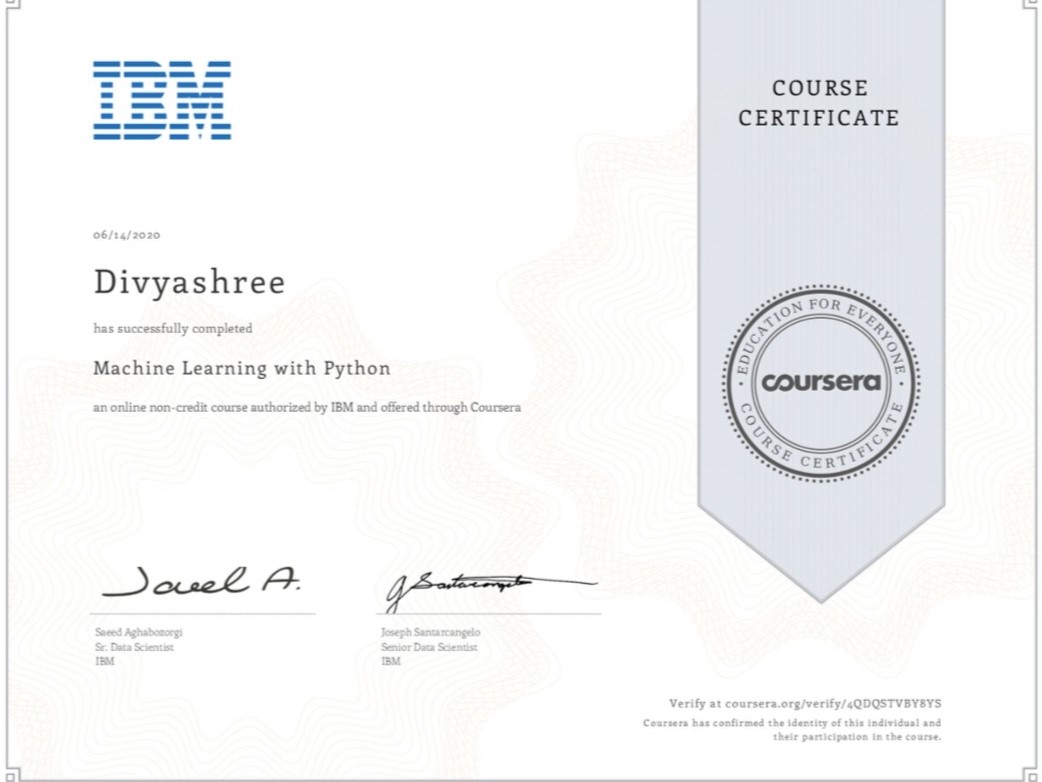 IBM
COURSE
CERTIFICATE
06/14/2020
Divyashree
has successfully completed
Machine Learning with Python
an online non-credit course authorized by IBM and offered through Coursera
EDUCATION FOR EVERYONE
coursera
COURSE CERTIFICATE
Saeed Aghabozorgi
Sr. Data Scientist
IBM
J Santarcangelo
Joseph Santarcangelo
Senior Data Scientist
IBM
Verify at coursera.org/verify/4QDQSTVBY8YS
Coursera has confirmed the identity of this individual and
their participation in the course.